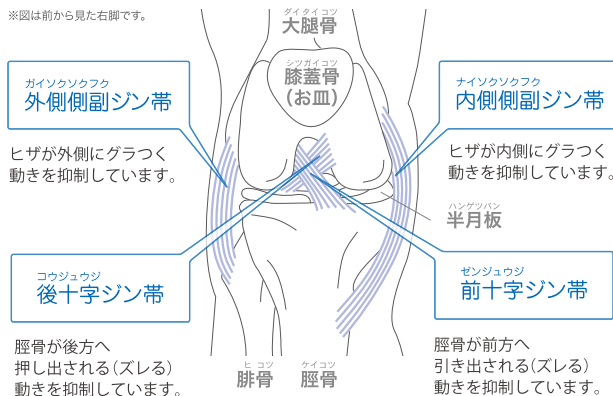 ※図は前から見た右脚です。
ダイタイコツ
大腿骨
シツガイコツ
膝蓋骨
(お皿)
ガイソクソクフク
外側側副ジン帯
ヒザが外側にグラつく
動きを抑制しています。
ナイソクソクフク
内側側副ジン帯
ヒザが内側にグラつく
動きを抑制しています。
ハンゲツバン
半月板
コウジュウジ
後十字ジン帯
脛骨が後方へ
押し出される(ズレる)
動きを抑制しています。
ゼンジュウジ
前十字ジン帯
脛骨が前方へ
引き出される(ズレる)
動きを抑制しています。
ヒ コツ
腓骨
ケイコツ
脛骨